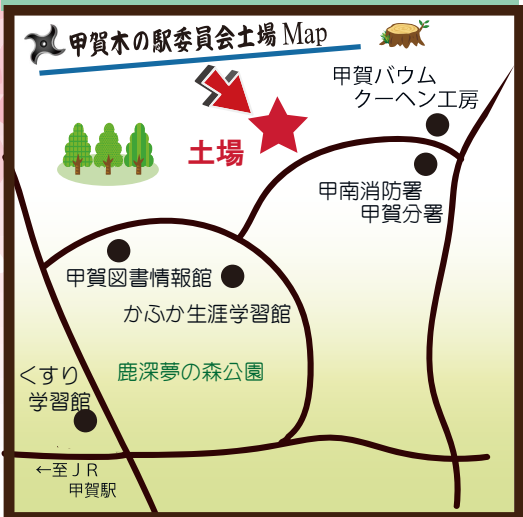 甲賀木の駅委員会土場 Map
甲賀バウム
クーヘン工房
土場
甲南消防署
甲賀分署
甲賀図書情報館
かふか生涯学習館
鹿深夢の森公園
くすり
学習館
←至ＪＲ
甲賀駅